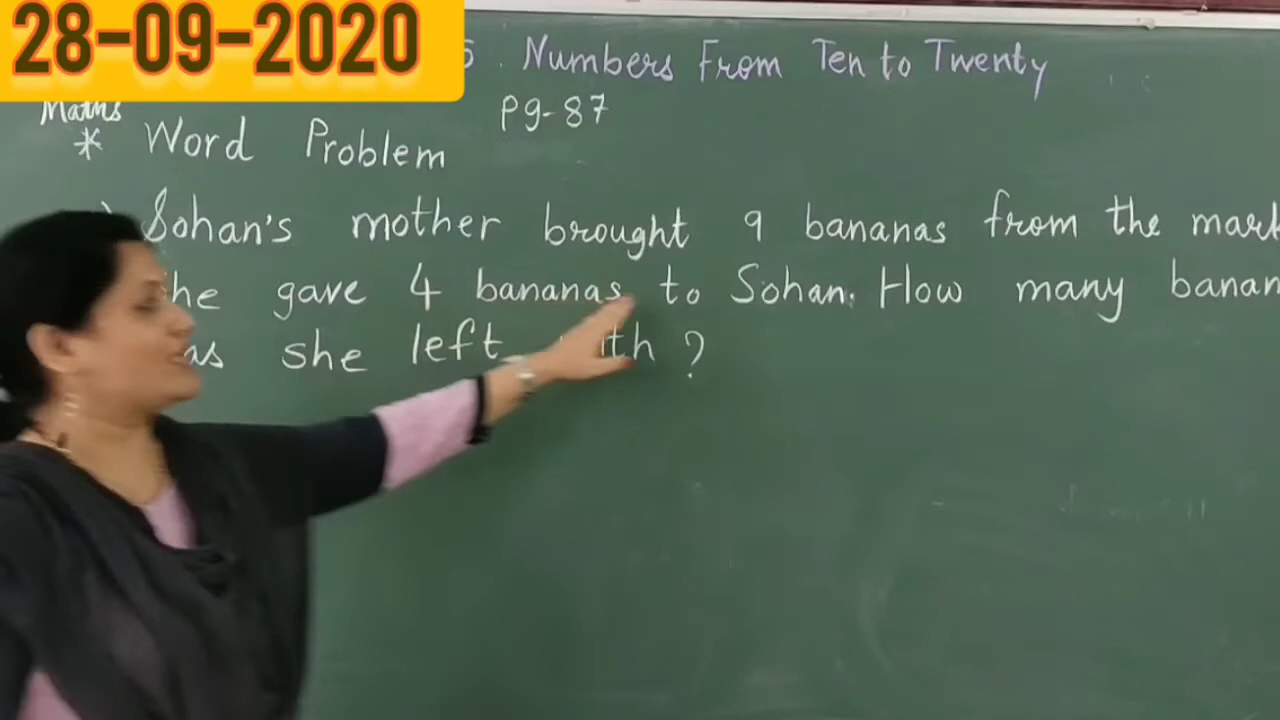 28-09-2020
Numbers From Ten to Twenty
Maths
Pg-87
* Word Problem
Sohan's mother brought 9 bananas from the
gave 4 bananas to Sohan. How many
she left ?